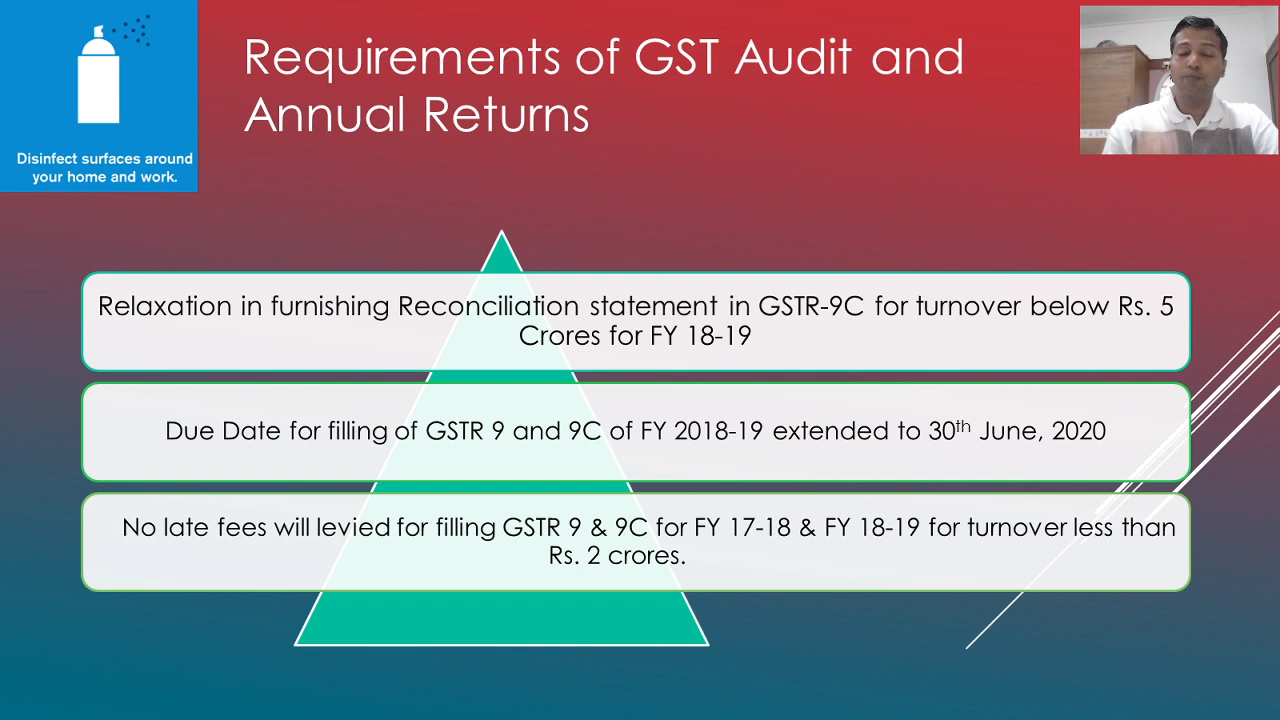 Requirements of GST Audit and
Annual Returns
Disinfect surfaces around
your home and work.
Relaxation in furnishing Reconciliation statement in GSTR-9C for turnover below Rs. 5
Crores for FY 18-19
Due Date for filling of GSTR 9 and 9C of FY 2018-19 extended to 30th June, 2020
No late fees will levied for filling GSTR 9 & 9C for FY 17-18 & FY 18-19 for turnover less than
Rs. 2 crores.